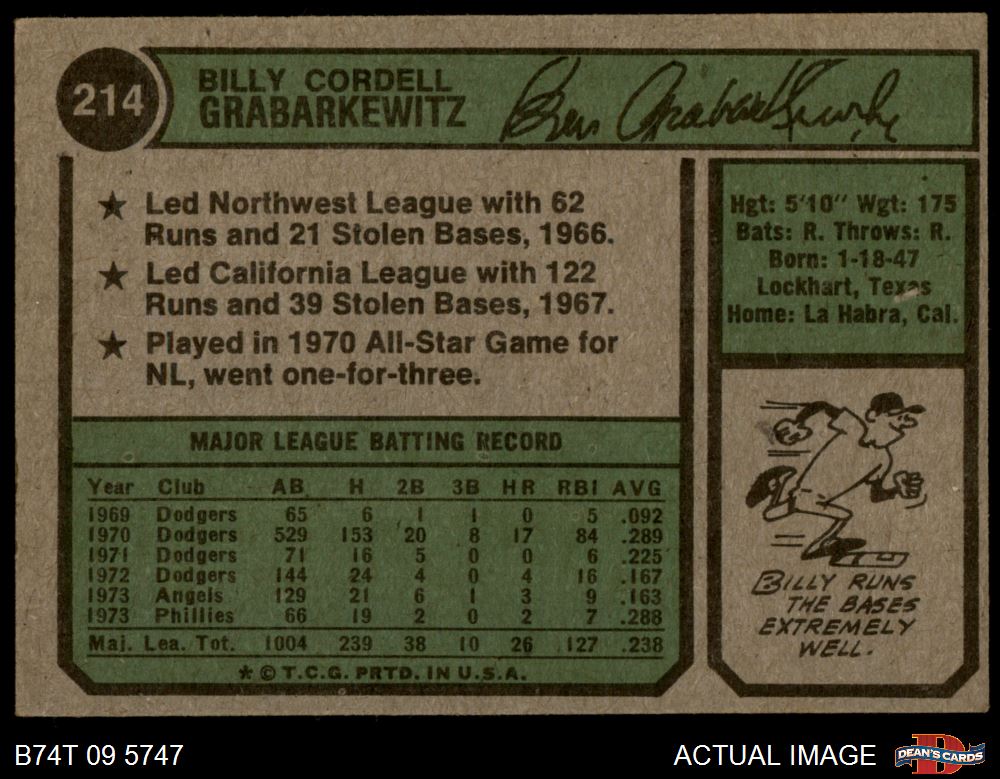 214
BILLY CORDELL
GRABARKEWITZ
★ Led Northwest League with 62
Runs and 21 Stolen Bases, 1966.
★ Led California League with 122
Runs and 39 Stolen Bases, 1967.
★ Played in 1970 All-Star Game for
NL, went one-for-three.
Hgt: 5'10" Wgt: 175
Bats: R. Throws: R.
Born: 1-18-47
Lockhart, Texas
Home: La Habra, Cal.
MAJOR LEAGUE BATTING RECORD
Year Club AB H 2B 3B HR RBI AVG
1969 Dodgers 65 6 1 1 0 5 .092
1970 Dodgers 529 153 20 8 17 84 .289
1971 Dodgers 71 16 5 0 0 6 .225
1972 Dodgers 144 24 4 0 4 16 .167
1973 Angels 129 21 6 1 3 9 .163
1973 Phillies 66 19 2 0 2 7 .288
Maj. Lea. Tot. 1004 239 38 10 26 127 .238
* © T.C.G. PRTD. IN U.S.A.
BILLY RUNS
THE BASES
EXTREMELY
WELL.
B74T 09 5747
ACTUAL IMAGE
DEAN'S CARDS